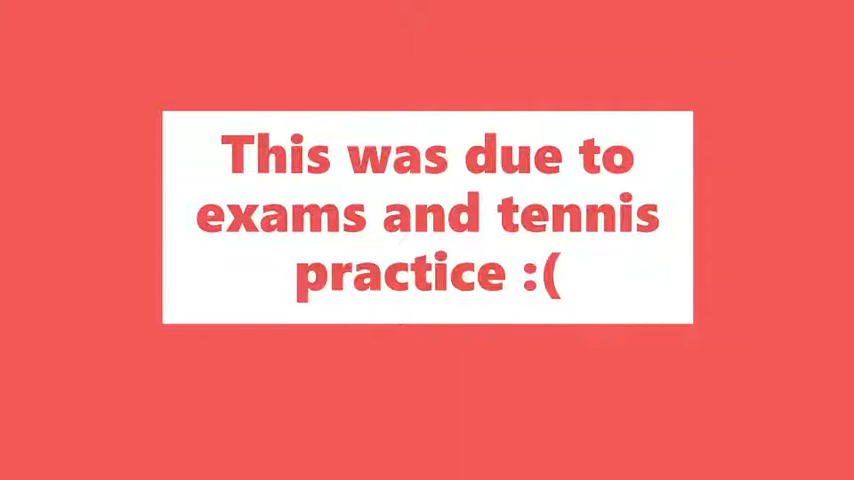 This was due to
exams and tennis
practice :(